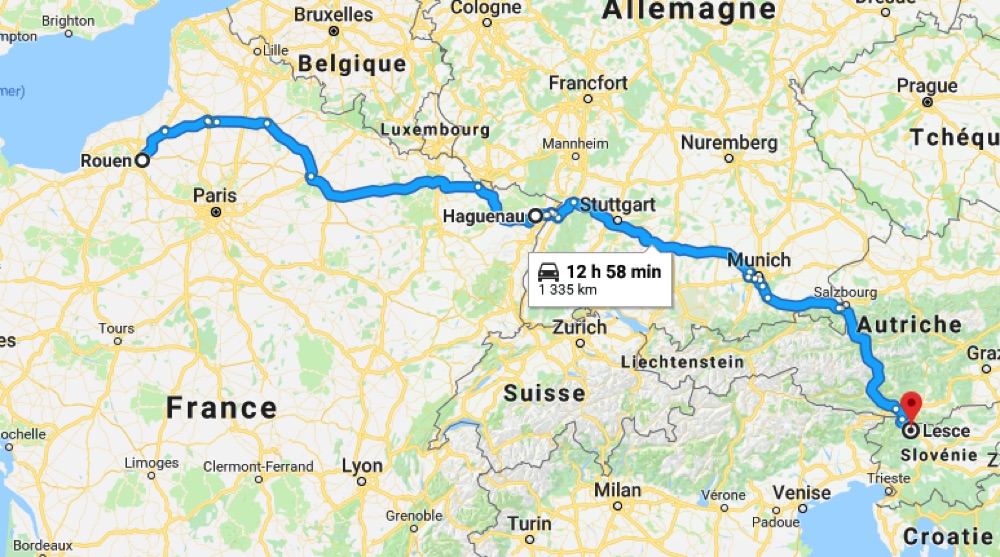 Brighton
mpton
mer)
Bruxelles
Lille
Belgique
Cologne
Allemagne
Dresde
Francfort
Prague
Tchéqu
Luxembourg
Mannheim
Nuremberg
Rouen
Paris
Haguenau
Stuttgart
12 h 58 min
1 335 km
Munich
Salzbourg
Autriche
Zurich
Liechtenstein
Graz
Tours
es
Suisse
France
Lesce
Slovénie
ochelle
Limoges
Clermont-Ferrand
Lyon
Trieste
Z
Milan
Vérone
Venise
Padoue
Grenoble
Turin
Croatie
Bordeaux